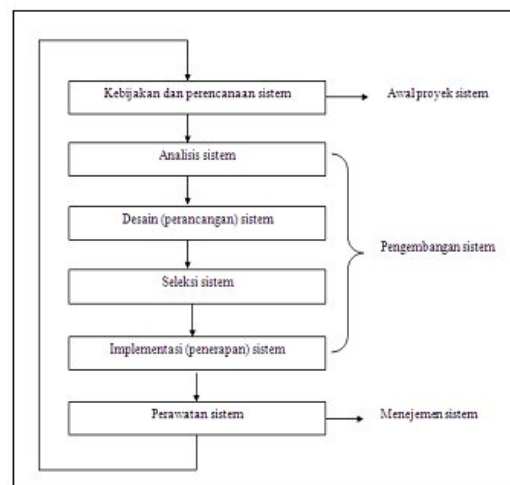 Kebijakan dan perencanaan sistem
Awal proyek sistem
Analisis sistem
Desain (perancangan) sistem
Pengembangan sistem
Seleksi sistem
Implementasi (penerapan) sistem
Perawatan sistem
Menejemen sistem